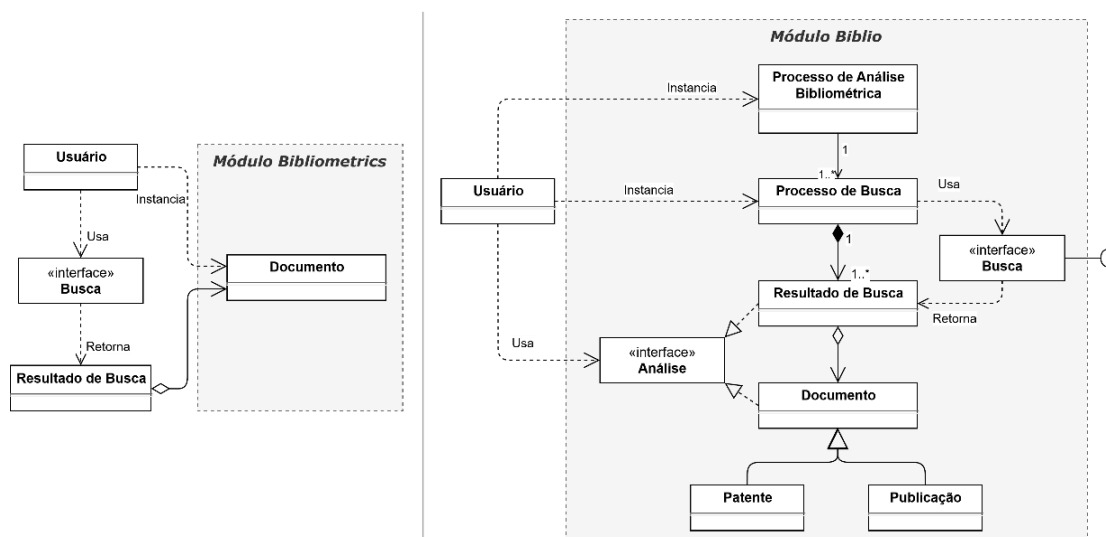 Módulo Bibliometrics
Usuário
Instancia
Usa
«interface»
Busca
Documento
Retorna
Resultado de Busca
Módulo Biblio
Processo de Análise
Bibliométrica
Instancia
1
1..*
Usuário
Instancia
Processo de Busca
Usa
1
«interface»
Busca
1..*
Resultado de Busca
Retorna
Usa
«interface»
Análise
Documento
Patente
Publicação